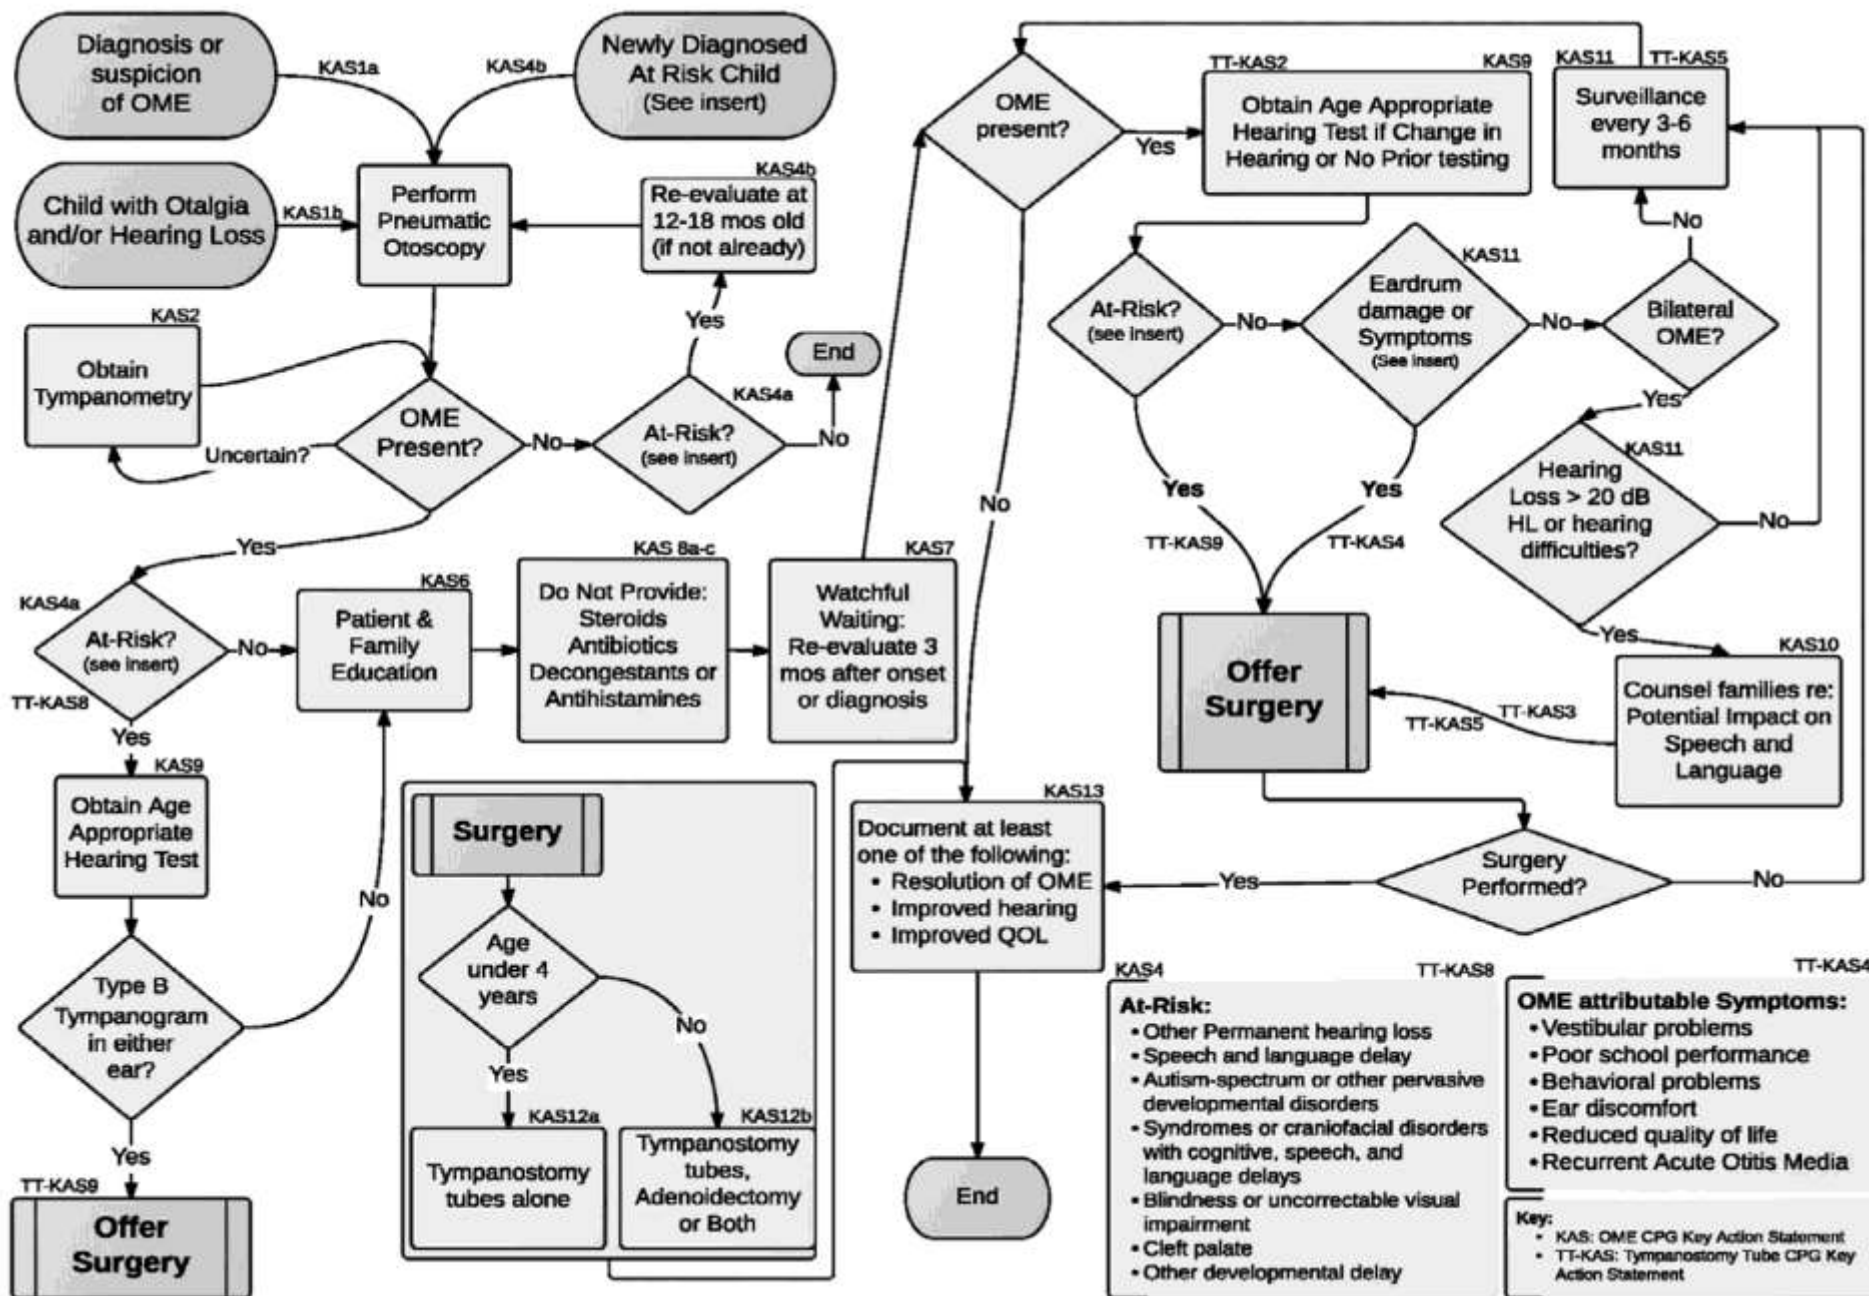 Diagnosis or
suspicion
of OME
KAS1a
KAS4b
Newly Diagnosed
At Risk Child
(See insert)
Child with Otalgia
and/or Hearing Loss
KAS1b
Perform
Pneumatic
Otoscopy
KAS4b
Re-evaluate at
12-18 mos old
(if not already)
KAS2
Obtain
Tympanometry
Uncertain?
OME
Present?
No
Yes
KAS4a
At-Risk?
(see insert)
No
End
Yes
KAS4a
At-Risk?
(see insert)
TT-KAS8
No
Yes
KAS9
Obtain Age
Appropriate
Hearing Test
Type B
Tympanogram
in either
ear?
No
Yes
TT-KAS9
Offer
Surgery
KAS6
Patient &
Family
Education
KAS 8a-c
Do Not Provide:
Steroids
Antibiotics
Decongestants or
Antihistamines
KAS7
Watchful
Waiting:
Re-evaluate 3
mos after onset
or diagnosis
Surgery
Age
under 4
years
No
Yes
KAS12a
Tympanostomy
tubes alone
KAS12b
Tympanostomy
tubes,
Adenoidectomy
or Both
OME
present?
Yes
No
TT-KAS2
KAS9
Obtain Age Appropriate
Hearing Test if Change in
Hearing or No Prior testing
KAS11
TT-KAS5
Surveillance
every 3-6
months
No
At-Risk?
(see insert)
No
KAS11
Eardrum
damage or
Symptoms
(See insert)
No
Bilateral
OME?
Yes
KAS11
Hearing
Loss > 20 dB
HL or hearing
difficulties?
No
Yes
Yes
Yes
TT-KAS9
TT-KAS4
Offer
Surgery
KAS10
Counsel families re:
Potential Impact on
Speech and
Language
TT-KAS3
TT-KAS5
Surgery
Performed?
Yes
No
KAS13
Document at least
one of the following:
• Resolution of OME
• Improved hearing
• Improved QOL
End
KAS4
TT-KAS8
At-Risk:
• Other Permanent hearing loss
• Speech and language delay
• Autism-spectrum or other pervasive
developmental disorders
• Syndromes or craniofacial disorders
with cognitive, speech, and
language delays
• Blindness or uncorrectable visual
impairment
• Cleft palate
• Other developmental delay
TT-KAS4
OME attributable Symptoms:
• Vestibular problems
• Poor school performance
• Behavioral problems
• Ear discomfort
• Reduced quality of life
• Recurrent Acute Otitis Media
Key:
• KAS: OME CPG Key Action Statement
• TT-KAS: Tympanostomy Tube CPG Key
Action Statement